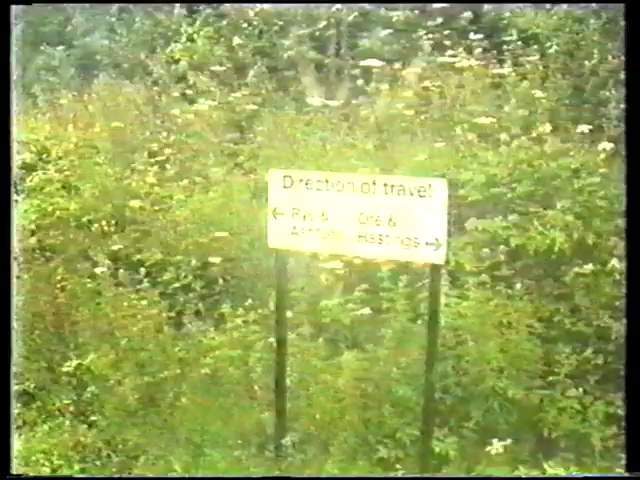 Direction of travel
← Rye & Ore &
Ashford Hastings →